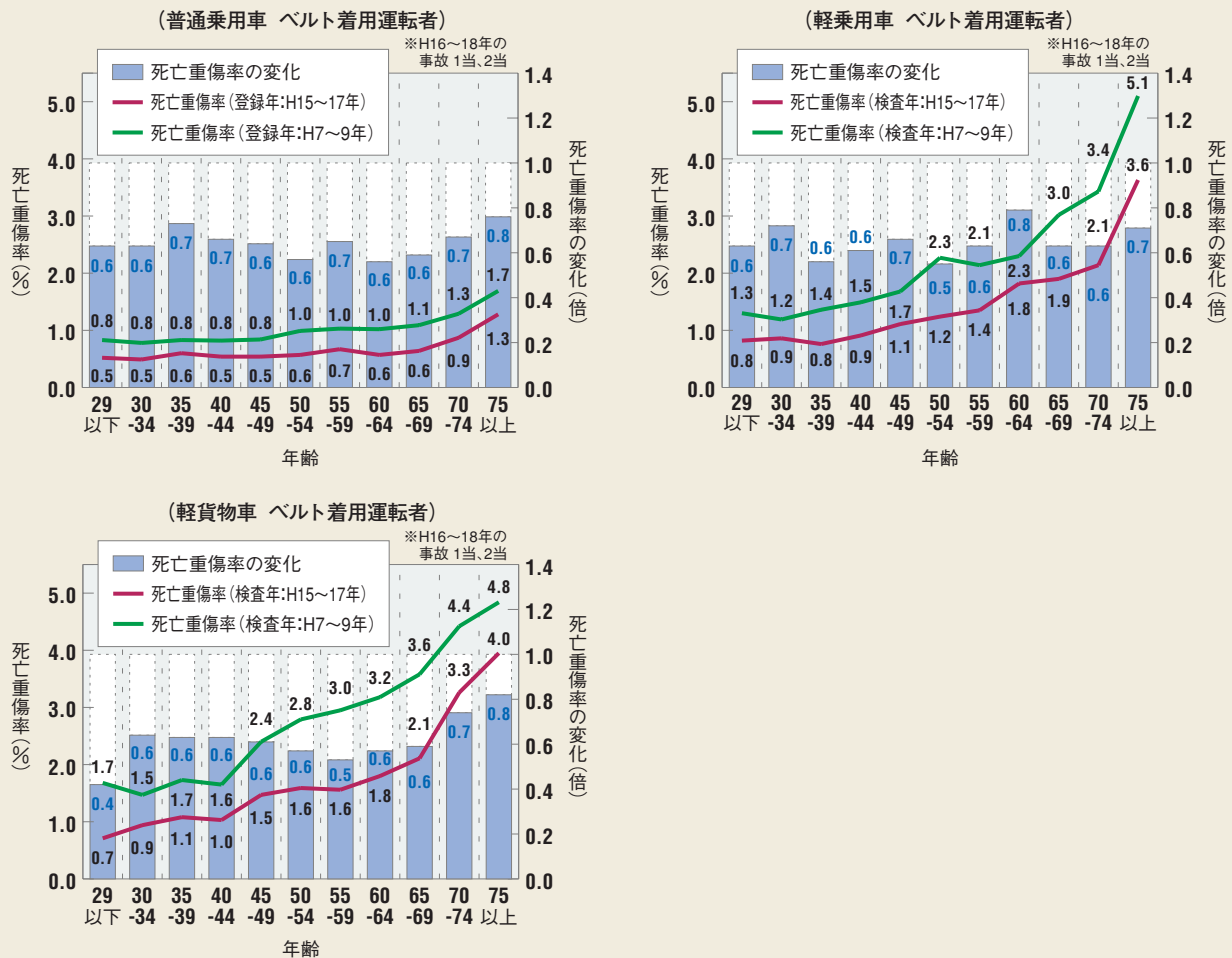 (普通乗用車 ベルト着用運転者)
※H16〜18年の
事故 1当、2当
死亡重傷率の変化
死亡重傷率(登録年:H15〜17年)
死亡重傷率(登録年:H7〜9年)
死亡重傷率(%)
5.0
4.0
3.0
2.0
1.0
0.0
死亡重傷率の変化(倍)
1.4
1.2
1.0
0.8
0.6
0.4
0.2
0.0
0.6 0.6 0.7 0.7 0.6 0.6 0.7 0.6 0.6 0.7 0.8
0.8 0.8 0.8 0.8 0.8 1.0 1.0 1.0 1.1 1.3 1.7
0.5 0.5 0.6 0.5 0.5 0.6 0.7 0.6 0.6 0.9 1.3
29 30 35 40 45 50 55 60 65 70 75
以下 -34 -39 -44 -49 -54 -59 -64 -69 -74 以上
年齢
(軽乗用車 ベルト着用運転者)
※H16〜18年の
事故 1当、2当
死亡重傷率の変化
死亡重傷率(検査年:H15〜17年)
死亡重傷率(検査年:H7〜9年)
死亡重傷率(%)
5.0
4.0
3.0
2.0
1.0
0.0
死亡重傷率の変化(倍)
1.4
1.2
1.0
0.8
0.6
0.4
0.2
0.0
0.6 0.7 0.6 0.6 0.7 0.5 0.6 0.8 0.6 0.6 0.7
1.3 1.2 1.4 1.5 1.7 2.3 2.1 2.3 3.0 3.4 5.1
0.8 0.9 0.8 0.9 1.1 1.2 1.4 1.8 1.9 2.1 3.6
29 30 35 40 45 50 55 60 65 70 75
以下 -34 -39 -44 -49 -54 -59 -64 -69 -74 以上
年齢
(軽貨物車 ベルト着用運転者)
※H16〜18年の
事故 1当、2当
死亡重傷率の変化
死亡重傷率(検査年:H15〜17年)
死亡重傷率(検査年:H7〜9年)
死亡重傷率(%)
5.0
4.0
3.0
2.0
1.0
0.0
死亡重傷率の変化(倍)
1.4
1.2
1.0
0.8
0.6
0.4
0.2
0.0
1.7 1.5 1.7 1.6 2.4 2.8 3.0 3.2 3.6 4.4 4.8
0.4 0.6 0.6 0.6 0.6 0.6 0.5 0.6 0.6 0.7 0.8
0.7 0.9 1.1 1.0 1.5 1.6 1.6 1.8 2.1 3.3 4.0
29 30 35 40 45 50 55 60 65 70 75
以下 -34 -39 -44 -49 -54 -59 -64 -69 -74 以上
年齢